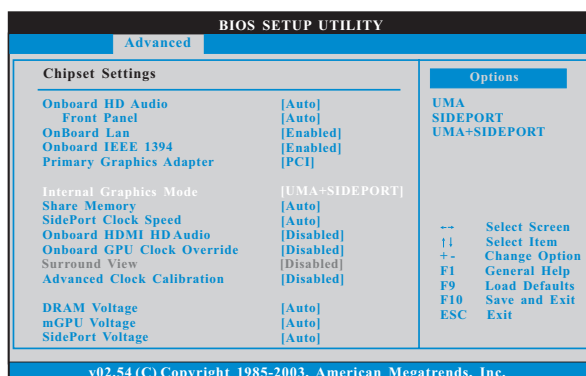 BIOS SETUP UTILITY
Advanced
Chipset Settings
Onboard HD Audio [Auto]
Front Panel [Auto]
OnBoard Lan [Enabled]
Onboard IEEE 1394 [Enabled]
Primary Graphics Adapter [PCI]
Internal Graphics Mode [UMA+SIDEPORT]
Share Memory [Auto]
SidePort Clock Speed [Auto]
Onboard HDMI HD Audio [Disabled]
Onboard GPU Clock Override [Disabled]
Surround View [Disabled]
Advanced Clock Calibration [Disabled]
DRAM Voltage [Auto]
mGPU Voltage [Auto]
SidePort Voltage [Auto]
Options
UMA
SIDEPORT
UMA+SIDEPORT
←→ Select Screen
↑↓ Select Item
+- Change Option
F1 General Help
F9 Load Defaults
F10 Save and Exit
ESC Exit
v02.54 (C) Copyright 1985-2003, American Megatrends, Inc.